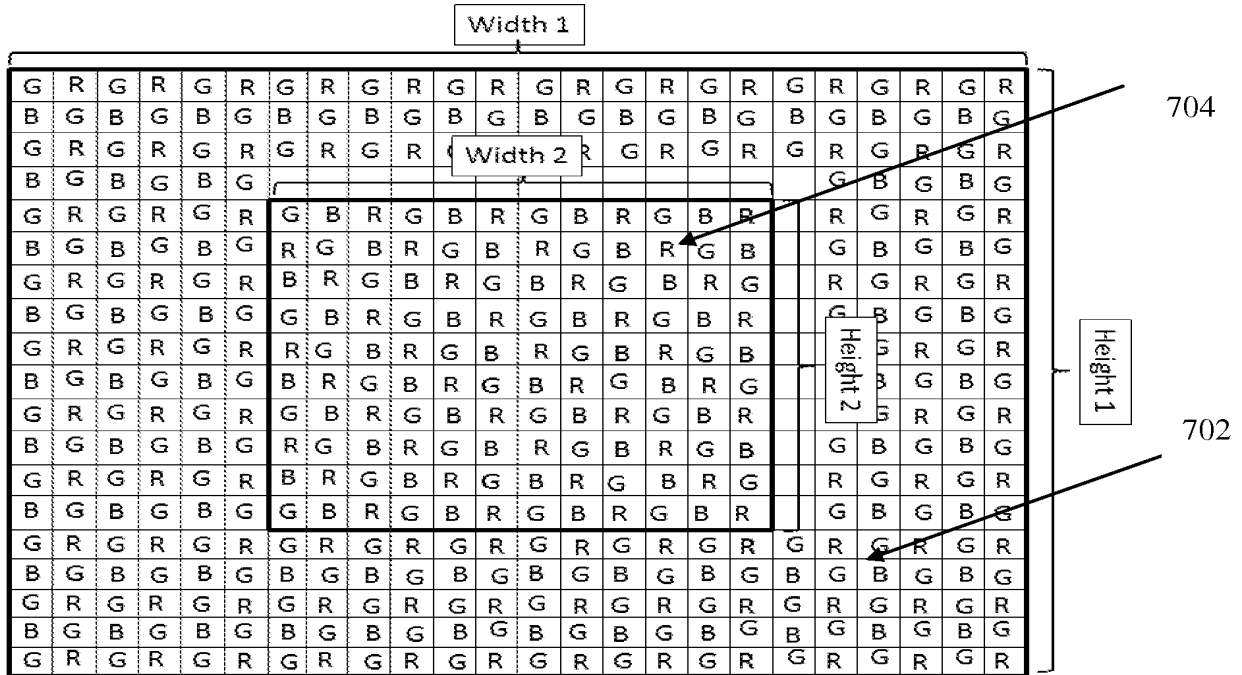 Width 1
G R G R G R G R G R G R G R G R G R G R G R G R
B G B G B G B G B G B G B G B G B G B G B G B G
704
G R G R G R G R G R Width 2 R G R G R G R G R G R
B G B G B G G B G B G
G R G R G R G B R G B R G B R G B R R G R G R
B G B G B G R G B R G B R G B R G B G B G B G
G R G R G R B R G B R G B R G B R G R G R G R
B G B G B G G B R G B R G B R G B R G B G B G
G R G R G R R G B R G B R G B R G B G R G R
Height 2
Height 1
B G B G B G B R G B R G B R G B R G B G B G
G R G R G R G B R G B R G B R G B R G R G R
702
B G B G B G R G B R G B R G B R G B G B G B G
G R G R G R B R G B R G B R G B R G R G R G R
B G B G B G G B R G B R G B R G B R G B G B G
G R G R G R G R G R G R G R G R G R G R G R G R
B G B G B G B G B G B G B G B G B G B G B G B G
G R G R G R G R G R G R G R G R G R G R G R G R
B G B G B G B G B G B G B G B G B G B G B G B G
G R G R G R G R G R G R G R G R G R G R G R G R